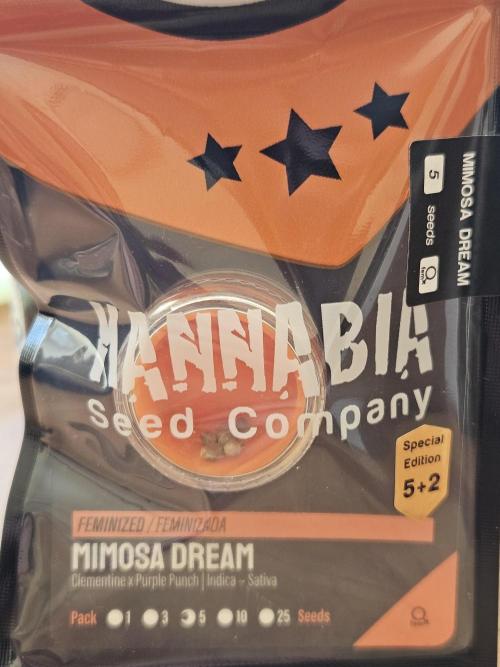 MIMOSA DREAM
5 seeds
KANNABIA
Seed Company
Special
Edition
5+2
FEMINIZED / FEMINIZADA
MIMOSA DREAM
Clementine x Purple Punch | Indica - Sativa
Pack 1 3 5 10 25 Seeds